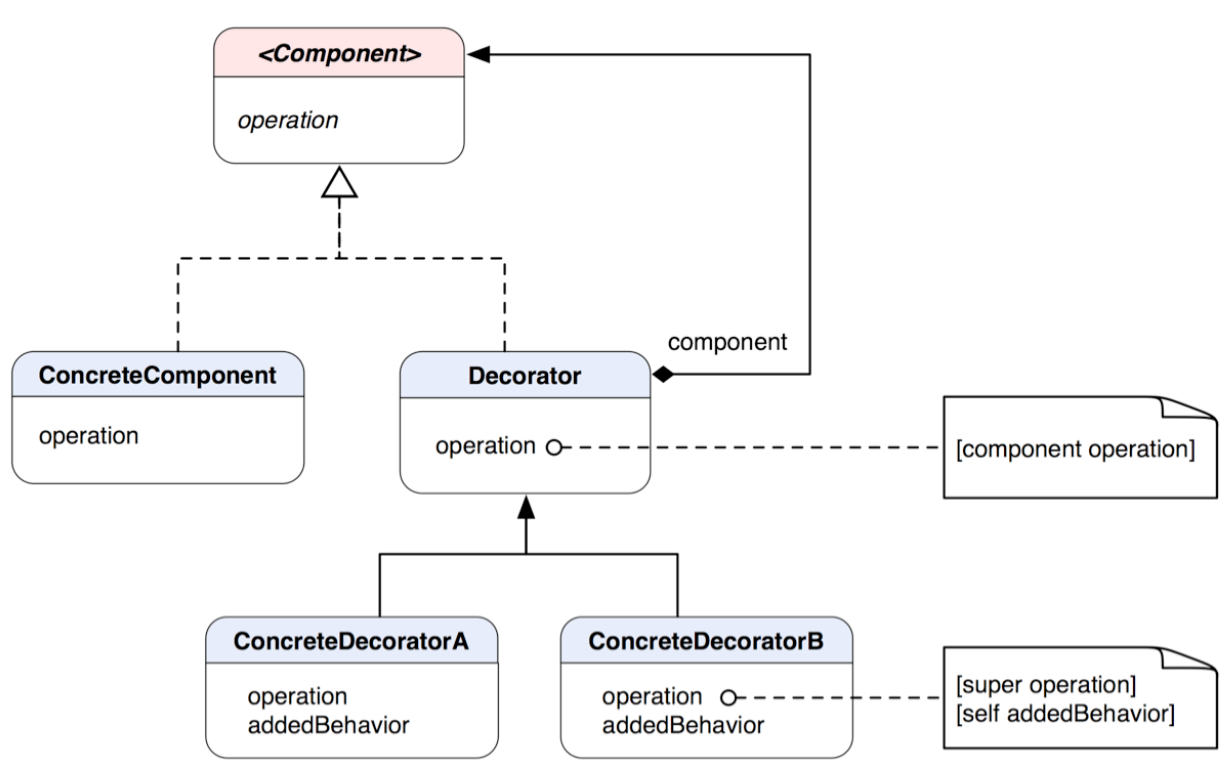 <Component>
operation
component
ConcreteComponent
operation
Decorator
operation
[component operation]
ConcreteDecoratorA
operation
addedBehavior
ConcreteDecoratorB
operation
addedBehavior
[super operation]
[self addedBehavior]